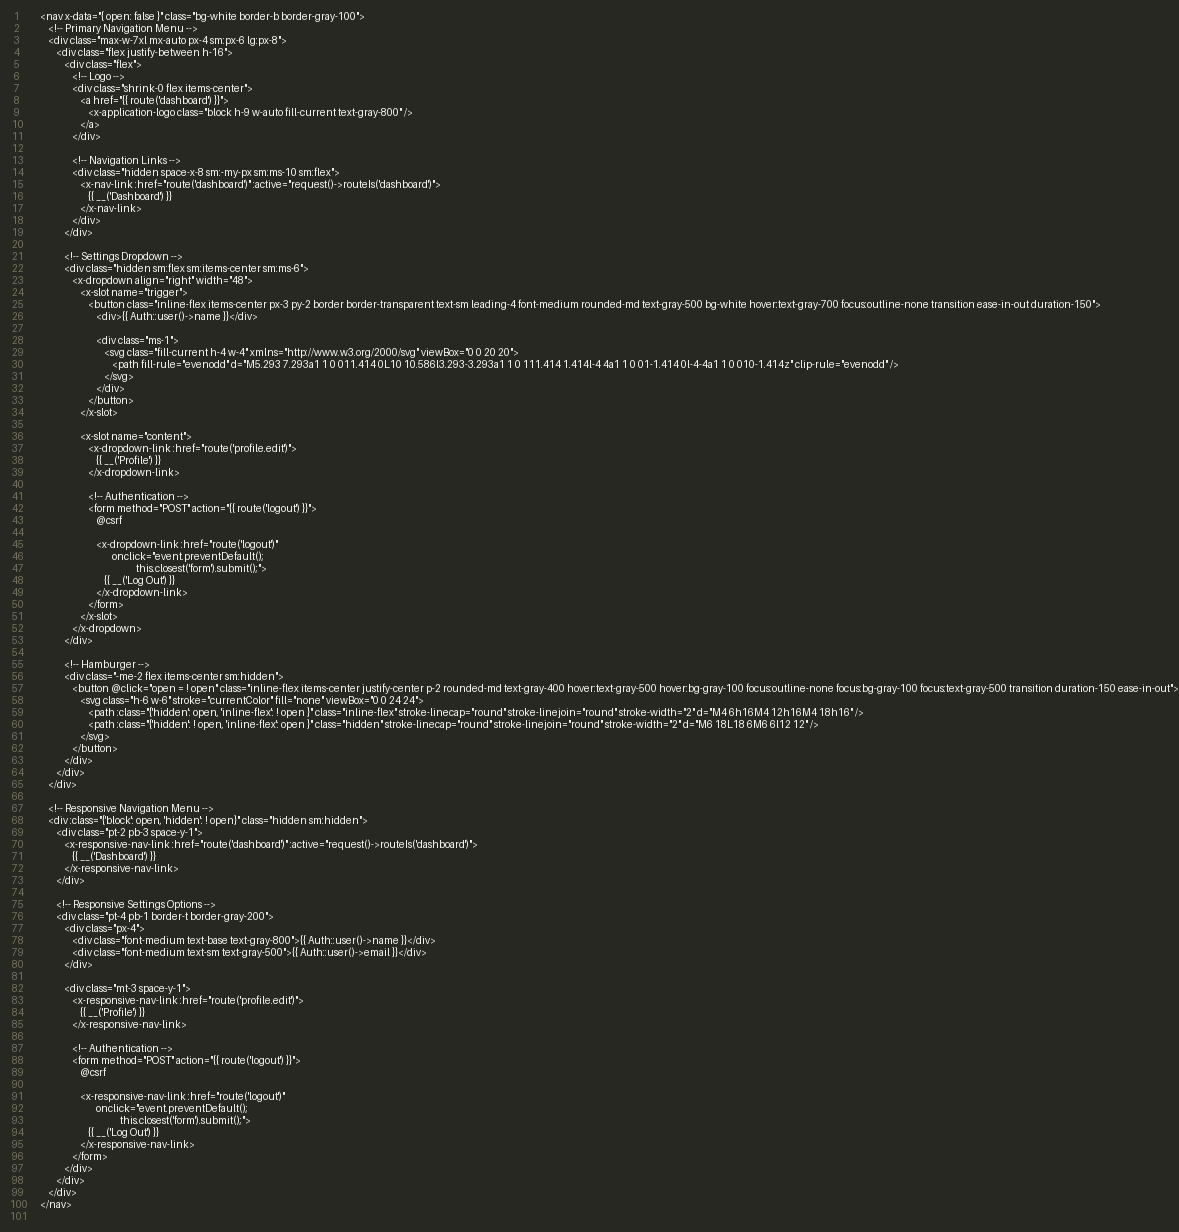 1 <nav x-data="{ open: false }" class="bg-white border-b border-gray-100">
2 <!-- Primary Navigation Menu -->
3 <div class="max-w-7xl mx-auto px-4 sm:px-6 lg:px-8">
4 <div class="flex justify-between h-16">
5 <div class="flex">
6 <!-- Logo -->
7 <div class="shrink-0 flex items-center">
8 <a href="{{ route('dashboard') }}">
9 <x-application-logo class="block h-9 w-auto fill-current text-gray-800" />
10 </a>
11 </div>
12
13 <!-- Navigation Links -->
14 <div class="hidden space-x-8 sm:-my-px sm:ms-10 sm:flex">
15 <x-nav-link :href="route('dashboard')" :active="request()->routeIs('dashboard')">
16 {{ __('Dashboard') }}
17 </x-nav-link>
18 </div>
19 </div>
20
21 <!-- Settings Dropdown -->
22 <div class="hidden sm:flex sm:items-center sm:ms-6">
23 <x-dropdown align="right" width="48">
24 <x-slot name="trigger">
25 <button class="inline-flex items-center px-3 py-2 border border-transparent text-sm leading-4 font-medium rounded-md text-gray-500 bg-white hover:text-gray-700 focus:outline-none transition ease-in-out duration-150">
26 <div>{{ Auth::user()->name }}</div>
27
28 <div class="ms-1">
29 <svg class="fill-current h-4 w-4" xmlns="http://www.w3.org/2000/svg" viewBox="0 0 20 20">
30 <path fill-rule="evenodd" d="M5.293 7.293a1 1 0 011.414 0L10 10.586l3.293-3.293a1 1 0 111.414 1.414l-4 4a1 1 0 01-1.414 0l-4-4a1 1 0 010-1.414z" clip-rule="evenodd" />
31 </svg>
32 </div>
33 </button>
34 </x-slot>
35
36 <x-slot name="content">
37 <x-dropdown-link :href="route('profile.edit')">
38 {{ __('Profile') }}
39 </x-dropdown-link>
40
41 <!-- Authentication -->
42 <form method="POST" action="{{ route('logout') }}">
43 @csrf
44
45 <x-dropdown-link :href="route('logout')"
46 onclick="event.preventDefault();
47 this.closest('form').submit();">
48 {{ __('Log Out') }}
49 </x-dropdown-link>
50 </form>
51 </x-slot>
52 </x-dropdown>
53 </div>
54
55 <!-- Hamburger -->
56 <div class="-me-2 flex items-center sm:hidden">
57 <button @click="open = ! open" class="inline-flex items-center justify-center p-2 rounded-md text-gray-400 hover:text-gray-500 hover:bg-gray-100 focus:outline-none focus:bg-gray-100 focus:text-gray-500 transition duration-150 ease-in-out">
58 <svg class="h-6 w-6" stroke="currentColor" fill="none" viewBox="0 0 24 24">
59 <path :class="{'hidden': open, 'inline-flex': ! open }" class="inline-flex" stroke-linecap="round" stroke-linejoin="round" stroke-width="2" d="M4 6h16M4 12h16M4 18h16" />
60 <path :class="{'hidden': ! open, 'inline-flex': open }" class="hidden" stroke-linecap="round" stroke-linejoin="round" stroke-width="2" d="M6 18L18 6M6 6l12 12" />
61 </svg>
62 </button>
63 </div>
64 </div>
65 </div>
66
67 <!-- Responsive Navigation Menu -->
68 <div :class="{'block': open, 'hidden': ! open}" class="hidden sm:hidden">
69 <div class="pt-2 pb-3 space-y-1">
70 <x-responsive-nav-link :href="route('dashboard')" :active="request()->routeIs('dashboard')">
71 {{ __('Dashboard') }}
72 </x-responsive-nav-link>
73 </div>
74
75 <!-- Responsive Settings Options -->
76 <div class="pt-4 pb-1 border-t border-gray-200">
77 <div class="px-4">
78 <div class="font-medium text-base text-gray-800">{{ Auth::user()->name }}</div>
79 <div class="font-medium text-sm text-gray-500">{{ Auth::user()->email }}</div>
80 </div>
81
82 <div class="mt-3 space-y-1">
83 <x-responsive-nav-link :href="route('profile.edit')">
84 {{ __('Profile') }}
85 </x-responsive-nav-link>
86
87 <!-- Authentication -->
88 <form method="POST" action="{{ route('logout') }}">
89 @csrf
90
91 <x-responsive-nav-link :href="route('logout')"
92 onclick="event.preventDefault();
93 this.closest('form').submit();">
94 {{ __('Log Out') }}
95 </x-responsive-nav-link>
96 </form>
97 </div>
98 </div>
99 </div>
100 </nav>
101